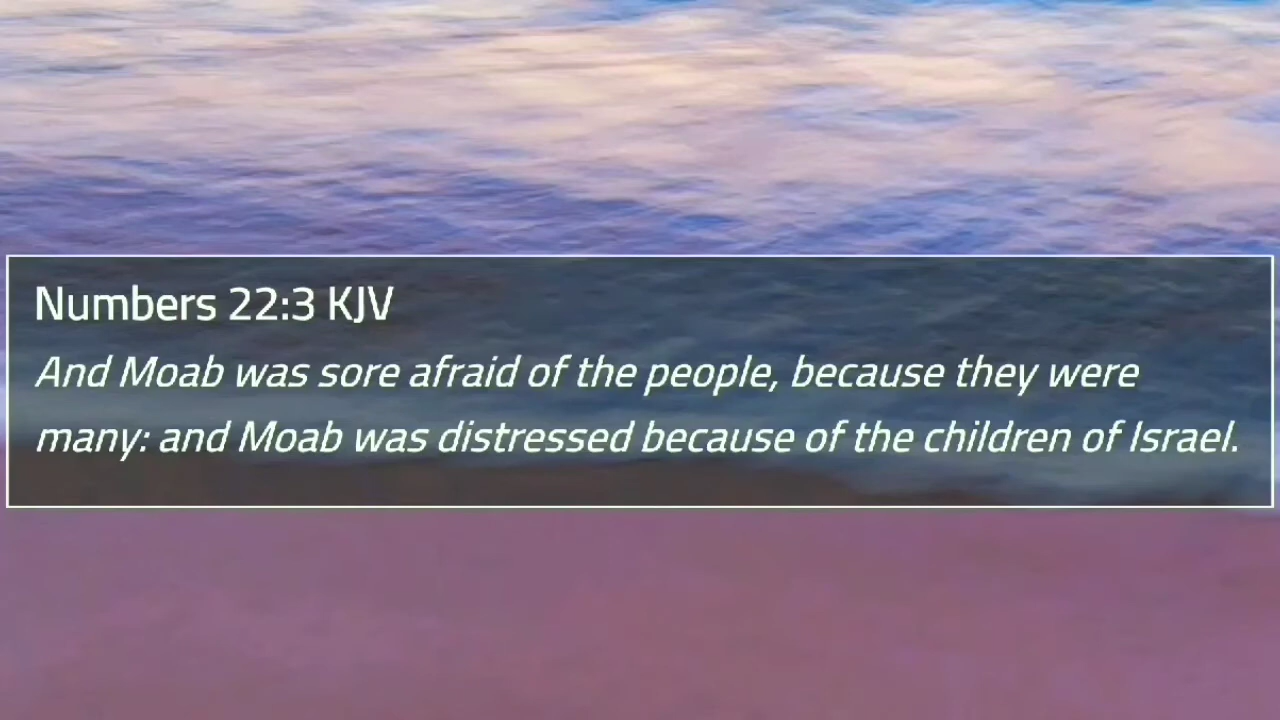 Numbers 22:3 KJV
And Moab was sore afraid of the people, because they were
many: and Moab was distressed because of the children of Israel.